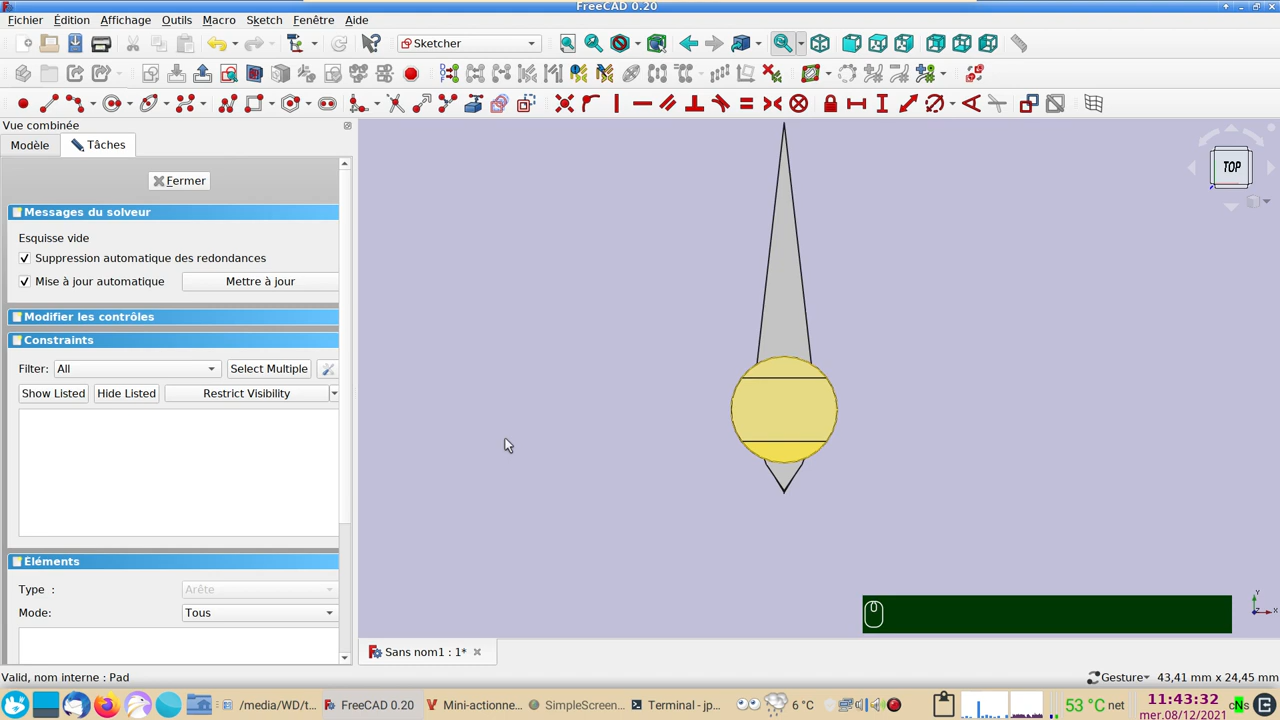 FreeCAD 0.20
Fichier Édition Affichage Outils Macro Sketch Fenêtre Aide
Sketcher
Vue combinée
Modèle Tâches
Fermer
Messages du solveur
Esquisse vide
Suppression automatique des redondances
Mise à jour automatique Mettre à jour
Modifier les contrôles
Constraints
Filter: All Select Multiple
Show Listed Hide Listed Restrict Visibility
Éléments
Type : Arête
Mode: Tous
TOP
Y
X
Sans nom1 : 1*
Valid, nom interne : Pad
Gesture 43,41 mm x 24,45 mm
/media/WD/t... FreeCAD 0.20 Mini-actionne... SimpleScreen... Terminal - jp... 6 °C 53 °C net 11:43:32 cNs
mer.08/12/2021